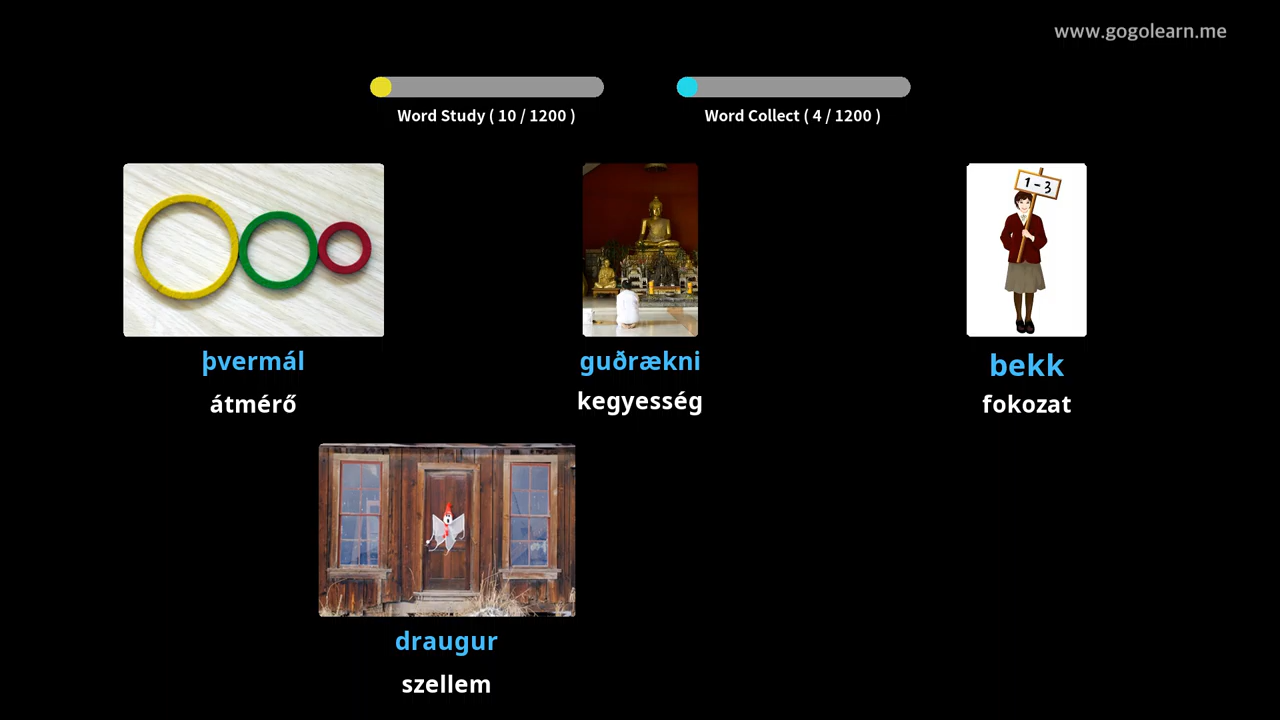 www.gogolearn.me
Word Study ( 10 / 1200 )
Word Collect ( 4 / 1200 )
þvermál
átmérő
guðrækni
kegyesség
bekk
fokozat
1-3
draugur
szellem